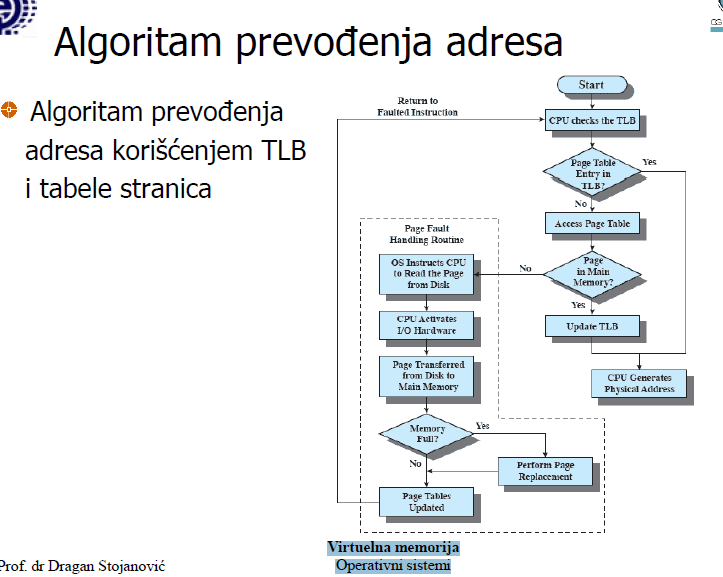 Algoritam prevođenja adresa
Algoritam prevođenja
adresa korišćenjem TLB
i tabele stranica
Start
Return to
Faulted Instruction
CPU checks the TLB
Page Table
Entry in
TLB?
Yes
No
Access Page Table
Page Fault
Handling Routine
OS Instructs CPU
to Read the Page
from Disk
No
Page
in Main
Memory?
Yes
CPU Activates
I/O Hardware
Update TLB
Page Transferred
from Disk to
Main Memory
CPU Generates
Physical Address
Memory
Full?
Yes
No
Perform Page
Replacement
Page Tables
Updated
Virtuelna memorija
Operativni sistemi
Prof. dr Dragan Stojanović